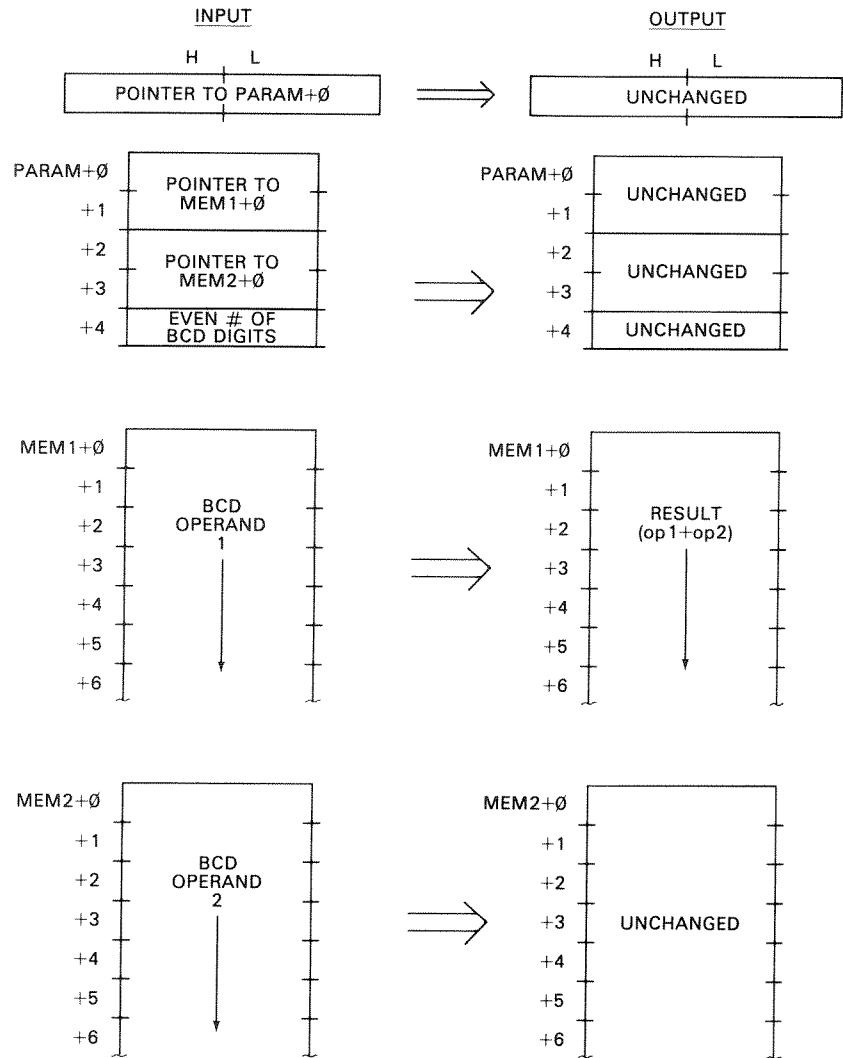 INPUT
OUTPUT
H L
H L
POINTER TO PARAM+Ø
UNCHANGED
PARAM+Ø
+1
+2
+3
+4
POINTER TO
MEM1+Ø
POINTER TO
MEM2+Ø
EVEN # OF
BCD DIGITS
PARAM+Ø
+1
+2
+3
+4
UNCHANGED
UNCHANGED
UNCHANGED
MEM1+Ø
+1
+2
+3
+4
+5
+6
BCD
OPERAND
1
MEM1+Ø
+1
+2
+3
+4
+5
+6
RESULT
(op1+op2)
MEM2+Ø
+1
+2
+3
+4
+5
+6
BCD
OPERAND
2
MEM2+Ø
+1
+2
+3
+4
+5
+6
UNCHANGED